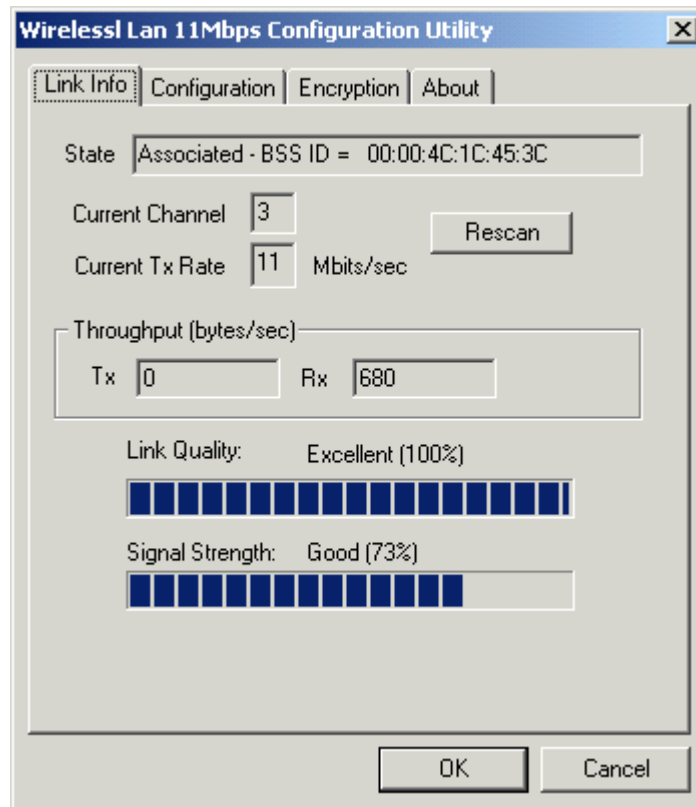 Wirelessl Lan 11Mbps Configuration Utility
Link Info Configuration Encryption About
State Associated - BSS ID = 00:00:4C:1C:45:3C
Current Channel 3
Rescan
Current Tx Rate 11 Mbits/sec
Throughput (bytes/sec)
Tx 0 Rx 680
Link Quality: Excellent (100%)
Signal Strength: Good (73%)
OK Cancel